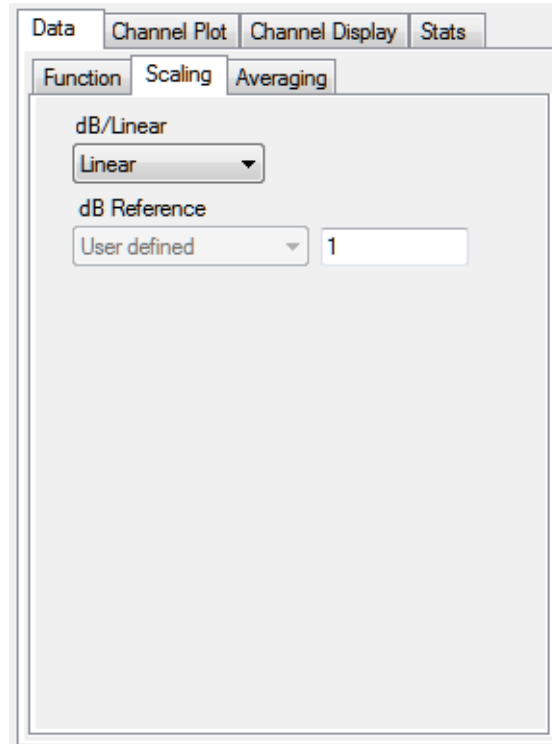 Data Channel Plot Channel Display Stats
Function Scaling Averaging
dB/Linear
Linear
dB Reference
User defined 1